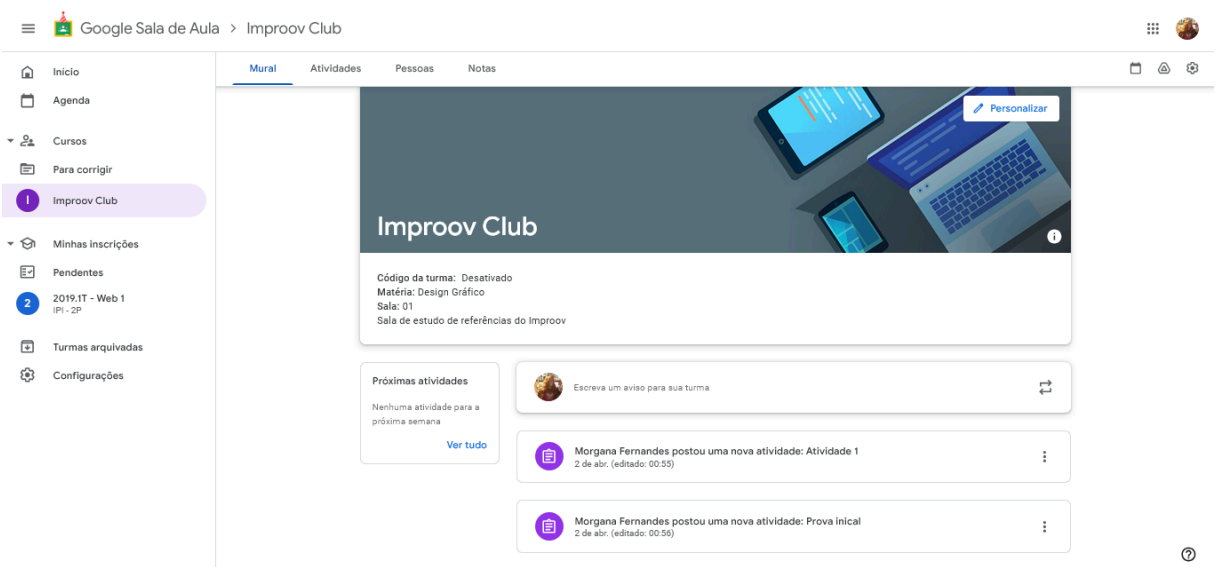 Google Sala de Aula > Improov Club
Mural Atividades Pessoas Notas
Início
Agenda
Cursos
Para corrigir
I Improov Club
Minhas inscrições
Pendentes
2 2019.1T - Web 1
IPI - 2P
Turmas arquivadas
Configurações
Personalizar
Improov Club
Código da turma: Desativado
Matéria: Design Gráfico
Sala: 01
Sala de estudo de referências do Improov
Próximas atividades
Nenhuma atividade para a
próxima semana
Ver tudo
Escreva um aviso para sua turma
Morgana Fernandes postou uma nova atividade: Atividade 1
2 de abr. (editado: 00:55)
Morgana Fernandes postou uma nova atividade: Prova inical
2 de abr. (editado: 00:56)